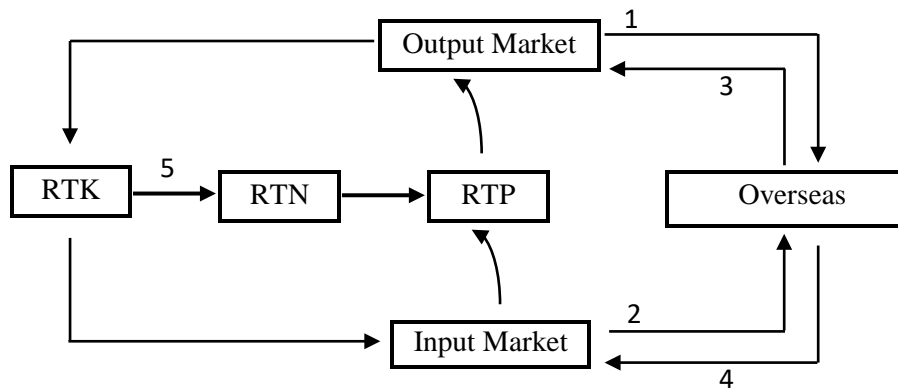 1
Output Market
3
5
RTK
RTN
RTP
Overseas
2
Input Market
4